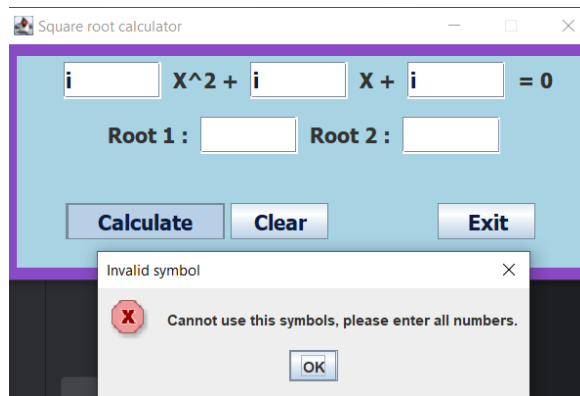 Square root calculator
i X^2 + i X + i = 0
Root 1 : Root 2 :
Calculate Clear Exit
Invalid symbol
X
Cannot use this symbols, please enter all numbers.
OK